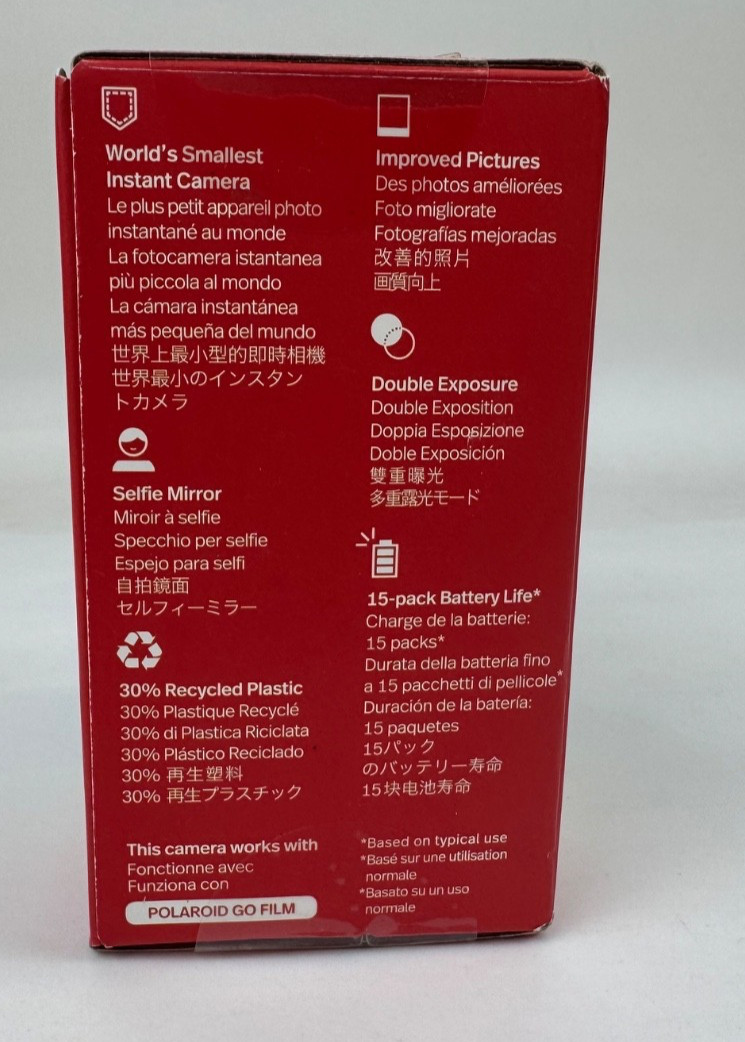 World's Smallest
Instant Camera
Le plus petit appareil photo
instantané au monde
La fotocamera istantanea
più piccola al mondo
La cámara instantánea
más pequeña del mundo
世界上最小型的即時相機
世界最小のインスタン
トカメラ
Selfie Mirror
Miroir à selfie
Specchio per selfie
Espejo para selfi
自拍鏡面
セルフィーミラー
30% Recycled Plastic
30% Plastique Recyclé
30% di Plastica Riciclata
30% Plástico Reciclado
30% 再生塑料
30% 再生プラスチック
This camera works with
Fonctionne avec
Funziona con
POLAROID GO FILM
Improved Pictures
Des photos améliorées
Foto migliorate
Fotografías mejoradas
改善的照片
画質向上
Double Exposure
Double Exposition
Doppia Esposizione
Doble Exposición
雙重曝光
多重露光モード
15-pack Battery Life*
Charge de la batterie:
15 packs*
Durata della batteria fino
a 15 pacchetti di pellicole*
Duración de la batería:
15 paquetes
15パック
のバッテリー寿命
15块电池寿命
*Based on typical use
*Basé sur une utilisation
normale
*Basato su un uso
normale